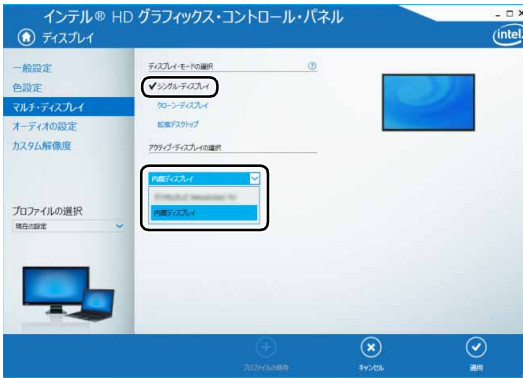 インテル® HD グラフィックス・コントロール・パネル
ディスプレイ
intel
一般設定
色設定
マルチ・ディスプレイ
オーディオの設定
カスタム解像度
プロファイルの選択
現在の設定
ディスプレイ・モードの選択
✔シングル・ディスプレイ
クローン・ディスプレイ
拡張デスクトップ
アクティブ・ディスプレイの選択
内蔵ディスプレイ
内蔵ディスプレイ
プロファイルの保存
キャンセル
適用